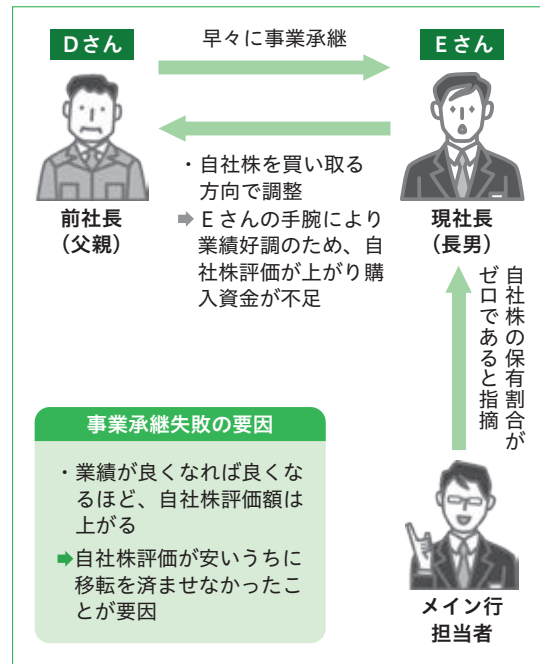 Dさん
早々に事業承継
Eさん
前社長
（父親）
・自社株を買い取る
方向で調整
➡Eさんの手腕により
業績好調のため、自
社株評価が上がり購
入資金が不足
現社長
（長男）
自社株の保有割合が
ゼロであると指摘
メイン行
担当者
事業承継失敗の要因
・業績が良くなれば良くな
るほど、自社株評価額は
上がる
➡自社株評価が安いうちに
移転を済ませなかったこ
とが要因